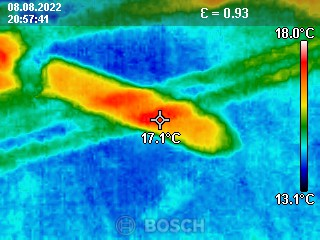 08.08.2022
20:57:41
ε = 0.93
18.0°C
17.1°C
13.1°C
BOSCH